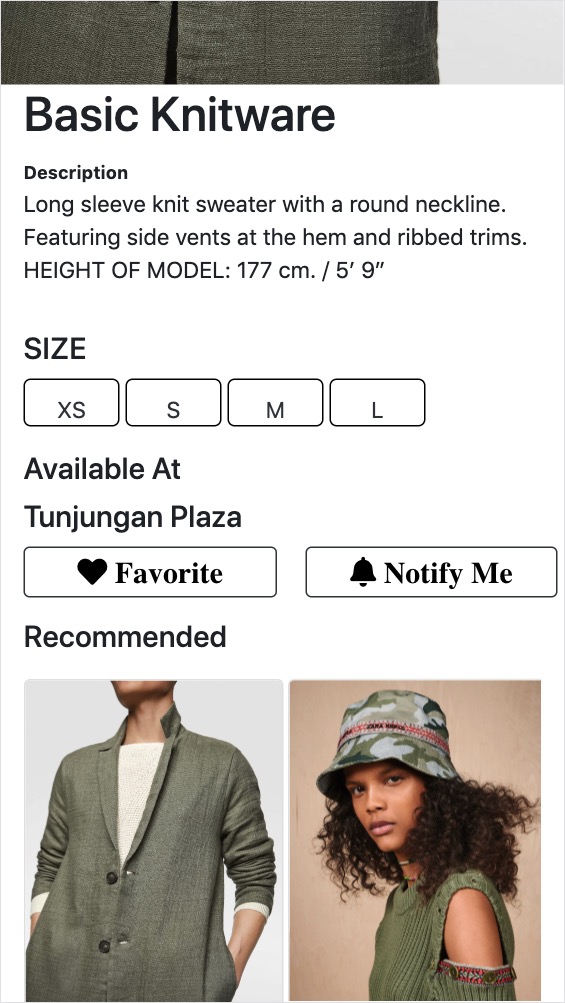 Basic Knitware
Description
Long sleeve knit sweater with a round neckline.
Featuring side vents at the hem and ribbed trims.
HEIGHT OF MODEL: 177 cm. / 5’ 9”
SIZE
XS S M L
Available At
Tunjungan Plaza
Favorite Notify Me
Recommended